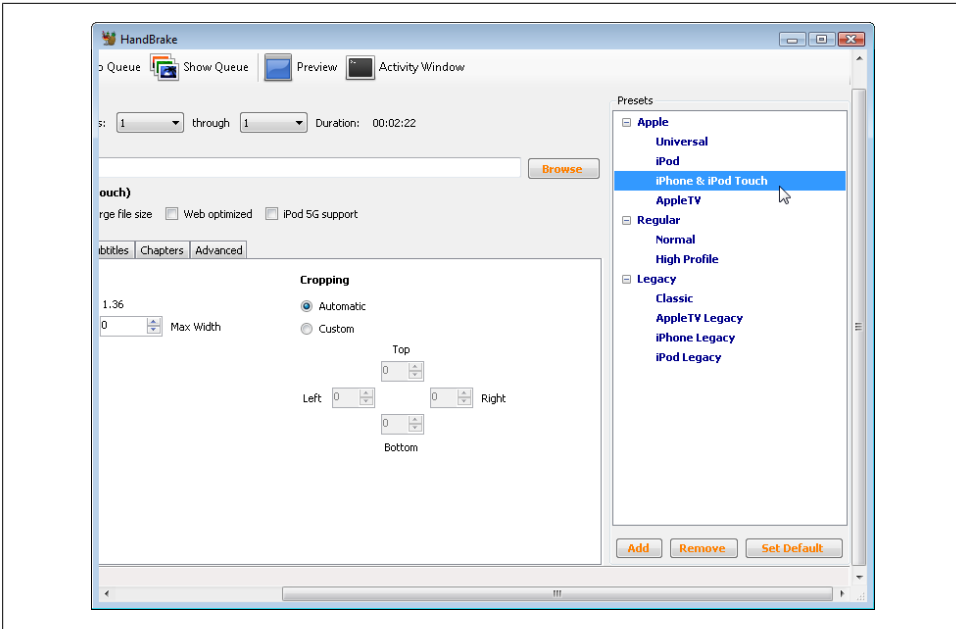 HandBrake
o Queue Show Queue Preview Activity Window
s: 1 through 1 Duration: 00:02:22
Browse
ouch)
rge file size Web optimized iPod 5G support
ubtitles Chapters Advanced
1.36
0 Max Width
Cropping
Automatic
Custom
Top
0
Left 0 0 Right
0
Bottom
Presets
Apple
Universal
iPod
iPhone & iPod Touch
AppleTV
Regular
Normal
High Profile
Legacy
Classic
AppleTV Legacy
iPhone Legacy
iPod Legacy
Add Remove Set Default